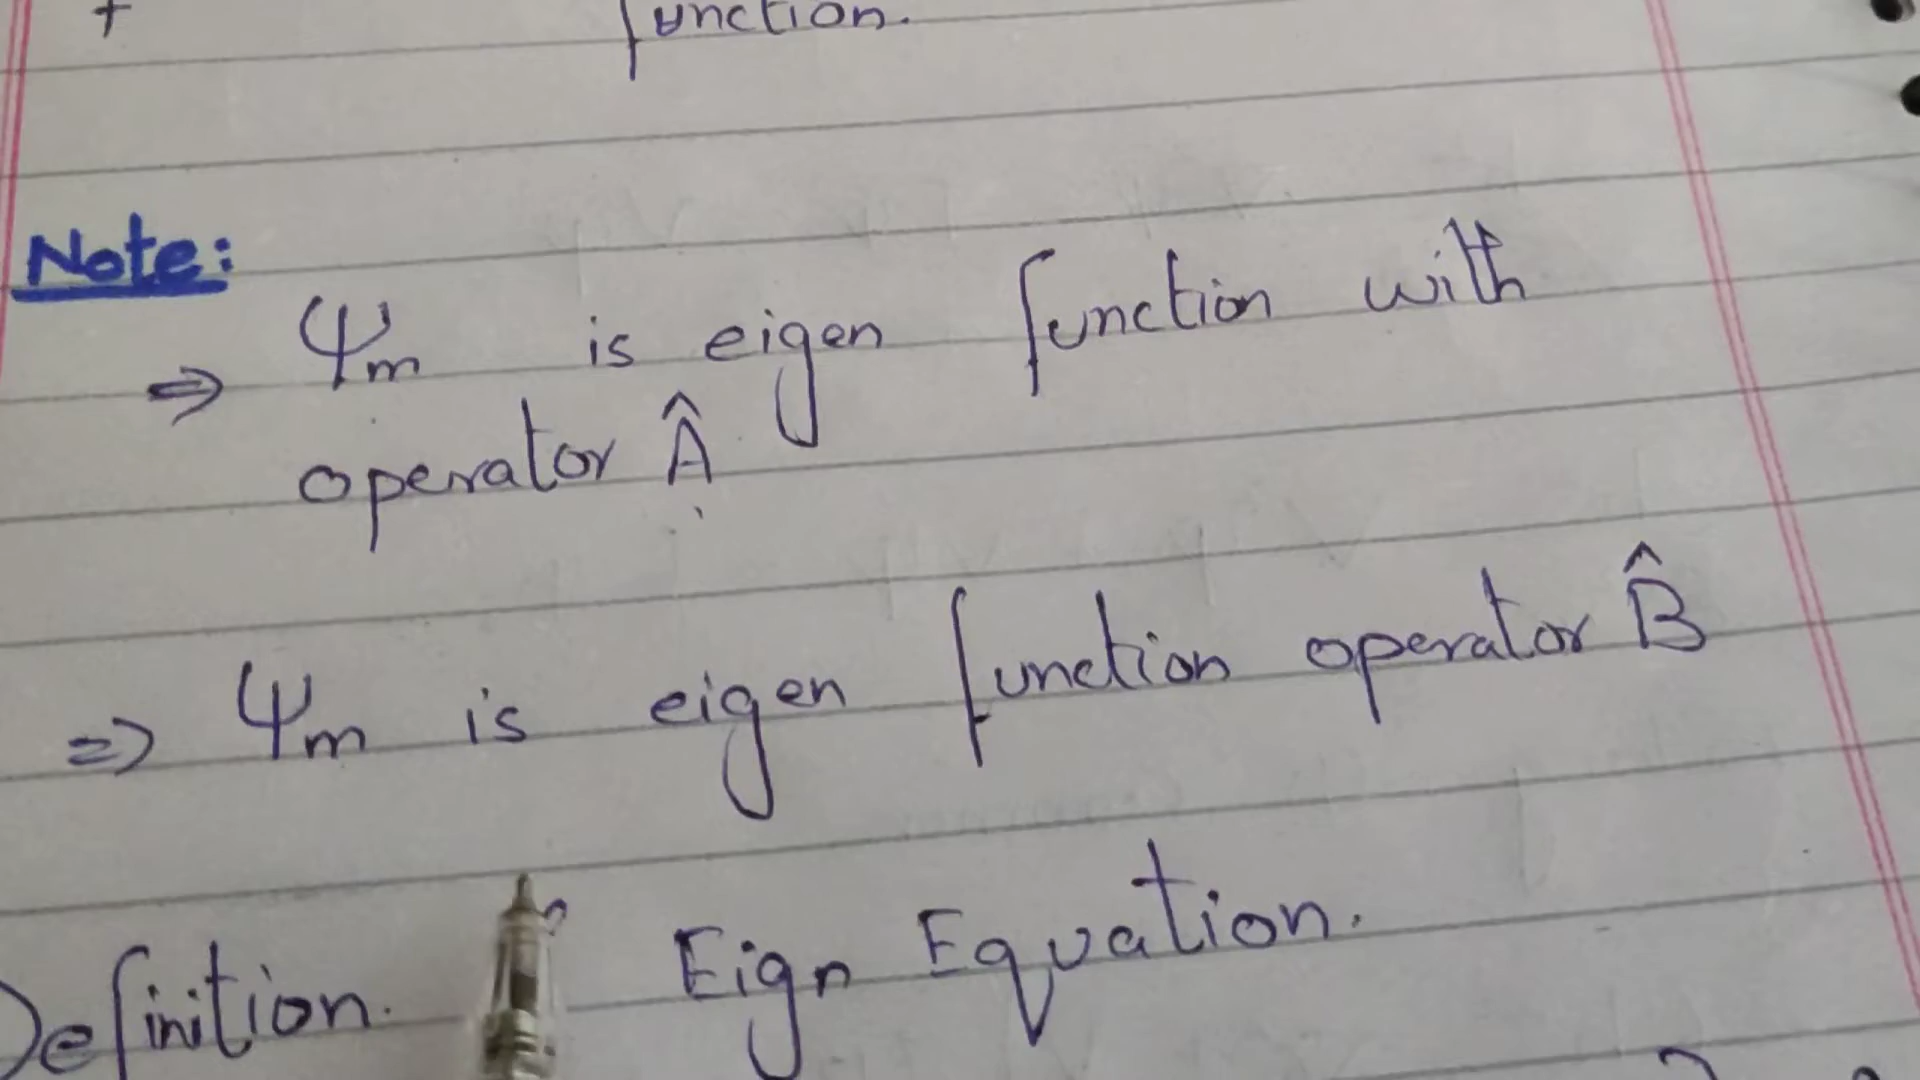 function.
Note:
⇒ Ψm is eigen function with
operator Â
⇒ Ψm is eigen function operator B̂
Definition. Eign Equation.